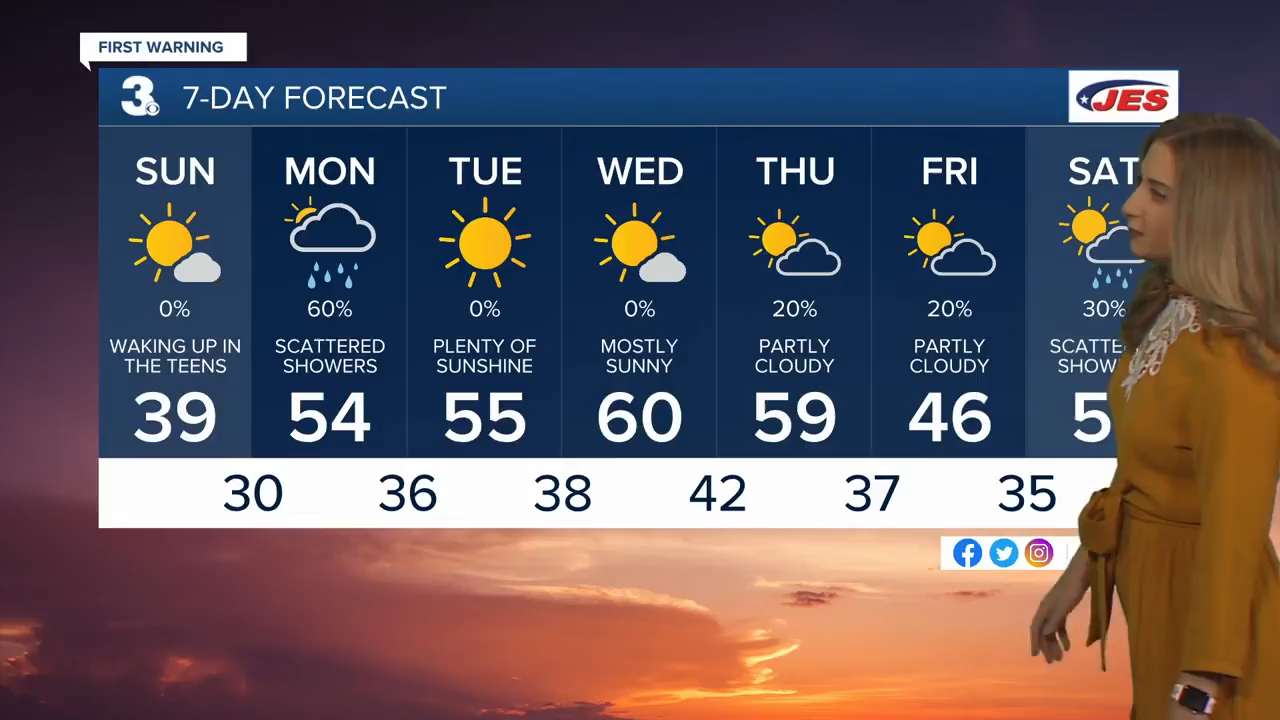 FIRST WARNING
3 7-DAY FORECAST
JES
SUN MON TUE WED THU FRI SAT
0% 60% 0% 0% 20% 20% 30%
WAKING UP IN SCATTERED PLENTY OF MOSTLY PARTLY PARTLY
THE TEENS SHOWERS SUNSHINE SUNNY CLOUDY CLOUDY
39 54 55 60 59 46
30 36 38 42 37 35